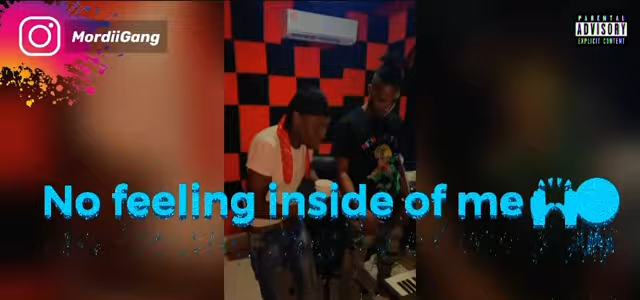 MordiiGang
PARENTAL
ADVISORY
EXPLICIT CONTENT
No feeling inside of me